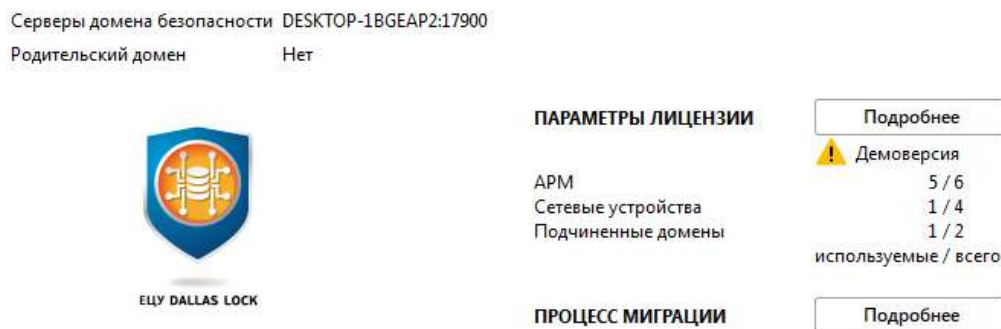 Серверы домена безопасности DESKTOP-1BGEAP2:17900
Родительский домен Нет
ПАРАМЕТРЫ ЛИЦЕНЗИИ Подробнее
Демоверсия
АРМ 5 / 6
Сетевые устройства 1 / 4
Подчиненные домены 1 / 2
используемые / всего
ЕЦУ DALLAS LOCK
ПРОЦЕСС МИГРАЦИИ Подробнее